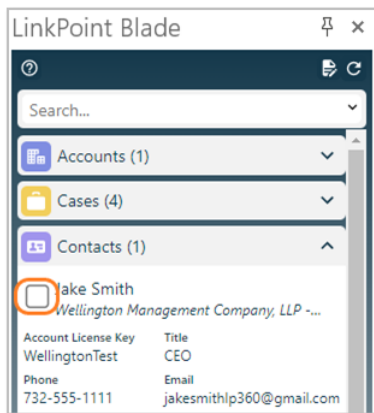 LinkPoint Blade
Search...
Accounts (1)
Cases (4)
Contacts (1)
Jake Smith
Wellington Management Company, LLP -...
Account License Key Title
WellingtonTest CEO
Phone Email
732-555-1111 jakesmithlp360@gmail.com